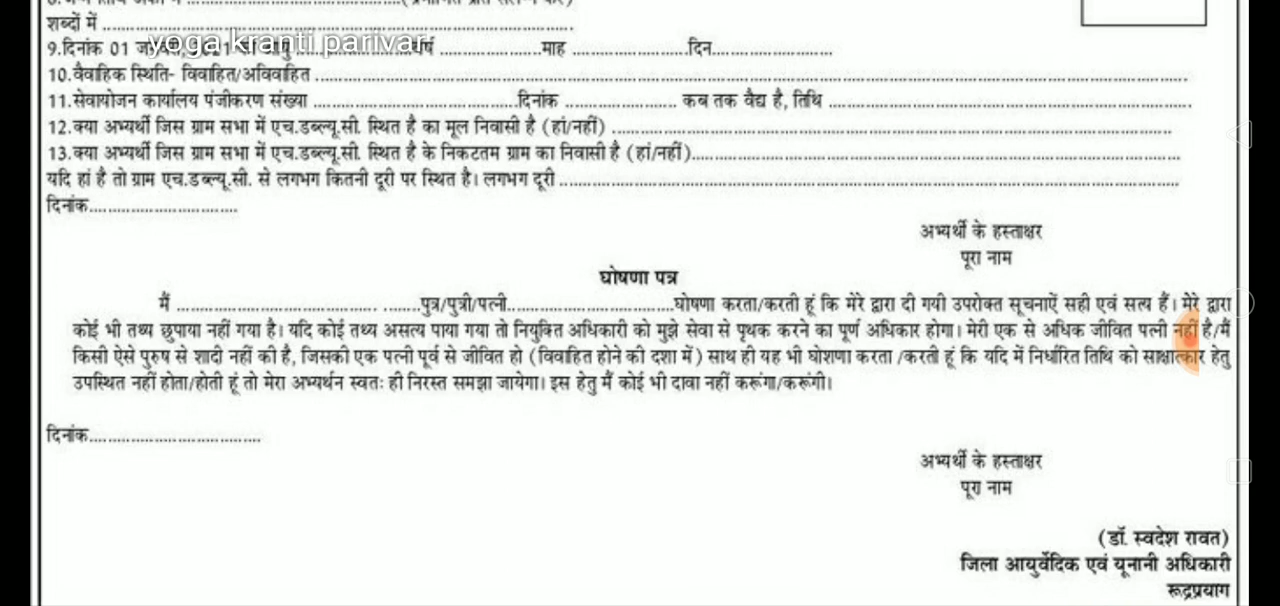 शब्दों में
yoga kranti parivar
9.दिनांक 01 वर्ष माह दिन
10.वैवाहिक स्थिति- विवाहित/अविवाहित
11.सेवायोजन कार्यालय पंजीकरण संख्या दिनांक कब तक वैद्य है, तिथि
12.क्या अभ्यर्थी जिस ग्राम सभा में एच.डब्ल्यू.सी. स्थित है का मूल निवासी है (हां/नहीं)
13.क्या अभ्यर्थी जिस ग्राम सभा में एच.डब्ल्यू.सी. स्थित है के निकटतम ग्राम का निवासी है (हां/नहीं)
यदि हां है तो ग्राम एच.डब्ल्यू.सी. से लगभग कितनी दूरी पर स्थित है। लगभग दूरी
दिनांक
अभ्यर्थी के हस्ताक्षर
पूरा नाम
घोषणा पत्र
मैं पुत्र/पुत्री/पत्नी घोषणा करता/करती हूं कि मेरे द्वारा दी गयी उपरोक्त सूचनाऐं सही एवं सत्य हैं। मेरे द्वारा
कोई भी तथ्य छुपाया नहीं गया है। यदि कोई तथ्य असत्य पाया गया तो नियुक्ति अधिकारी को मुझे सेवा से पृथक करने का पूर्ण अधिकार होगा। मेरी एक से अधिक जीवित पत्नी नहीं है/मैं
किसी ऐसे पुरुष से शादी नहीं की है, जिसकी एक पत्नी पूर्व से जीवित हो (विवाहित होने की दशा में) साथ ही यह भी घोशणा करता /करती हूं कि यदि में निर्धारित तिथि को साक्षात्कार हेतु
उपस्थित नहीं होता/होती हूं तो मेरा अभ्यर्थन स्वतः ही निरस्त समझा जायेगा। इस हेतु मैं कोई भी दावा नहीं करूंगा/करूंगी।
दिनांक
अभ्यर्थी के हस्ताक्षर
पूरा नाम
(डॉ. स्वदेश रावत)
जिला आयुर्वेदिक एवं यूनानी अधिकारी
रूद्रप्रयाग